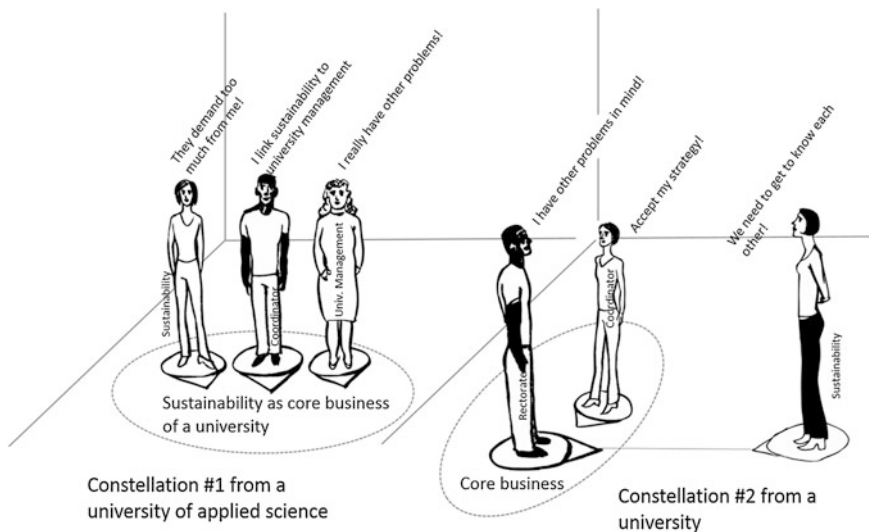 They demand too
much from me!
I link sustainability to
university management
I really have other problems!
Sustainability
Coordinator
Univ. Management
Sustainability as core business
of a university
Constellation #1 from a
university of applied science
I have other problems in mind!
Accept my strategy!
We need to get to know each
other!
Rectorate
Coordinator
Sustainability
Core business
Constellation #2 from a
university